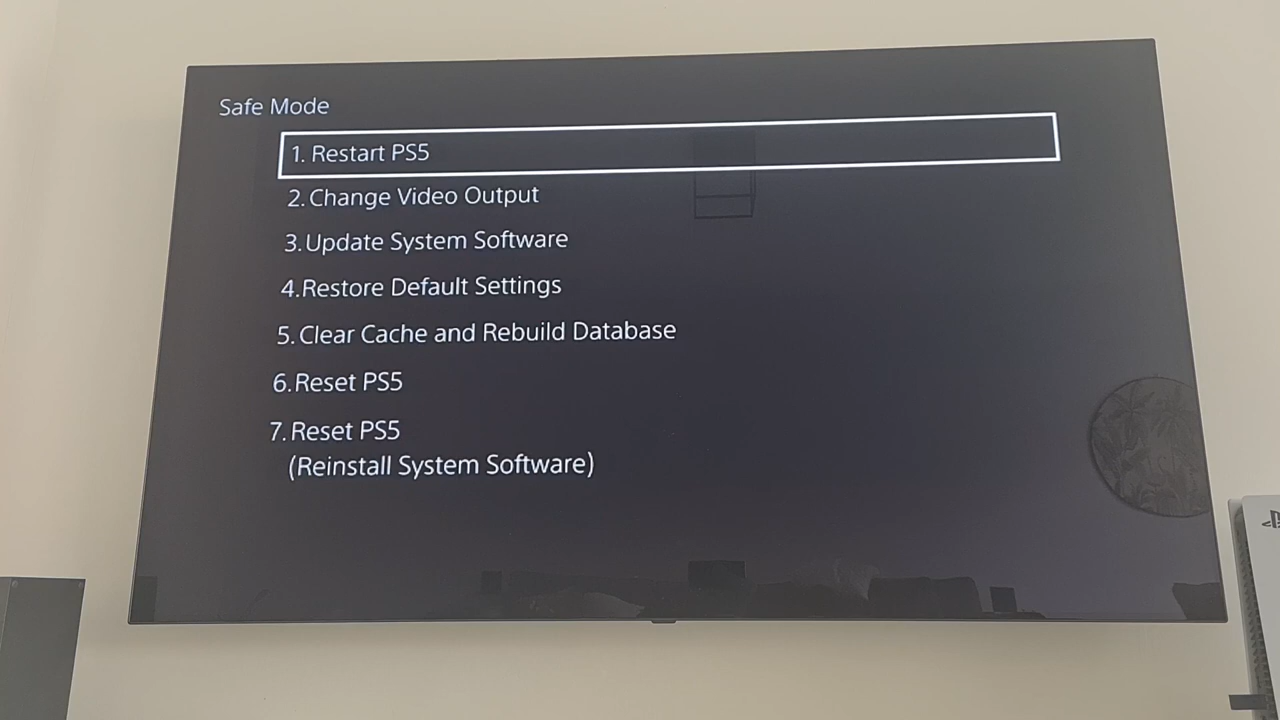 Safe Mode
1. Restart PS5
2. Change Video Output
3. Update System Software
4. Restore Default Settings
5. Clear Cache and Rebuild Database
6. Reset PS5
7. Reset PS5
(Reinstall System Software)